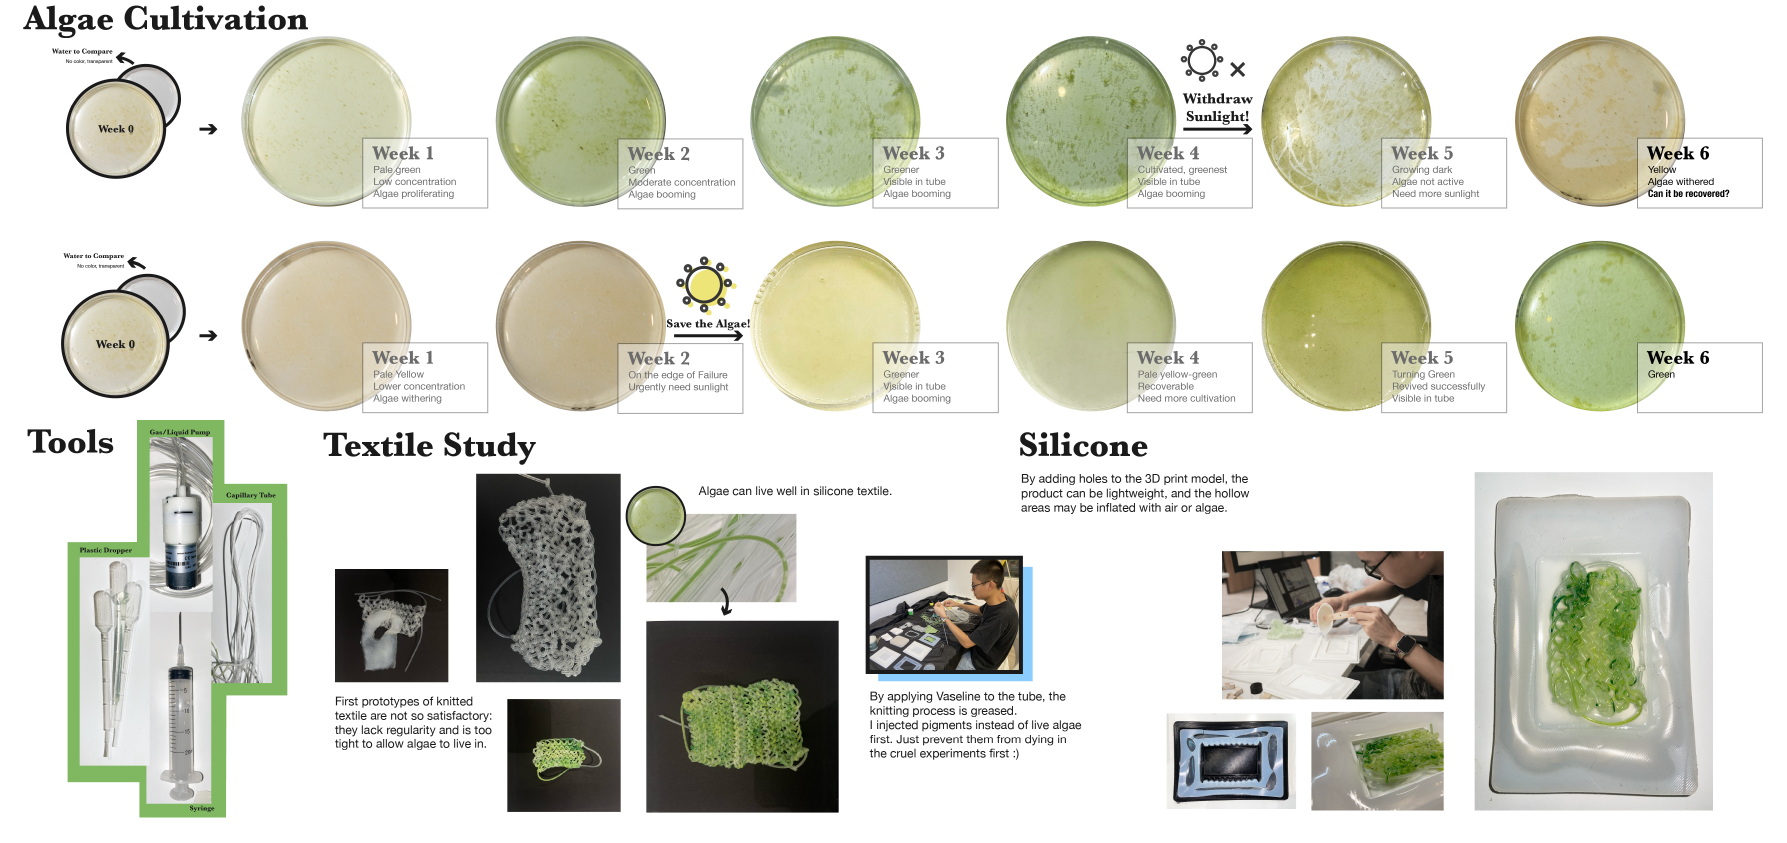 Algae Cultivation
Water to Compare
No color, transparent
Week 0
Week 1
Pale green
Low concentration
Algae proliferating
Week 2
Green
Moderate concentration
Algae booming
Week 3
Greener
Visible in tube
Algae booming
Week 4
Cultivated, greenest
Visible in tube
Algae booming
Withdraw
Sunlight!
Week 5
Growing dark
Algae not active
Need more sunlight
Week 6
Yellow
Algae withered
Can it be recovered?
Water to Compare
No color, transparent
Week 0
Week 1
Pale Yellow
Lower concentration
Algae withering
Week 2
On the edge of Failure
Urgently need sunlight
Save the Algae!
Week 3
Greener
Visible in tube
Algae booming
Week 4
Pale yellow-green
Recoverable
Need more cultivation
Week 5
Turning Green
Revived successfully
Visible in tube
Week 6
Green
Tools
Gas/Liquid Pump
Capillary Tube
Plastic Dropper
Syringe
Textile Study
Algae can live well in silicone textile.
First prototypes of knitted
textile are not so satisfactory:
they lack regularity and is too
tight to allow algae to live in.
By applying Vaseline to the tube, the
knitting process is greased.
I injected pigments instead of live algae
first. Just prevent them from dying in
the cruel experiments first :)
Silicone
By adding holes to the 3D print model, the
product can be lightweight, and the hollow
areas may be inflated with air or algae.